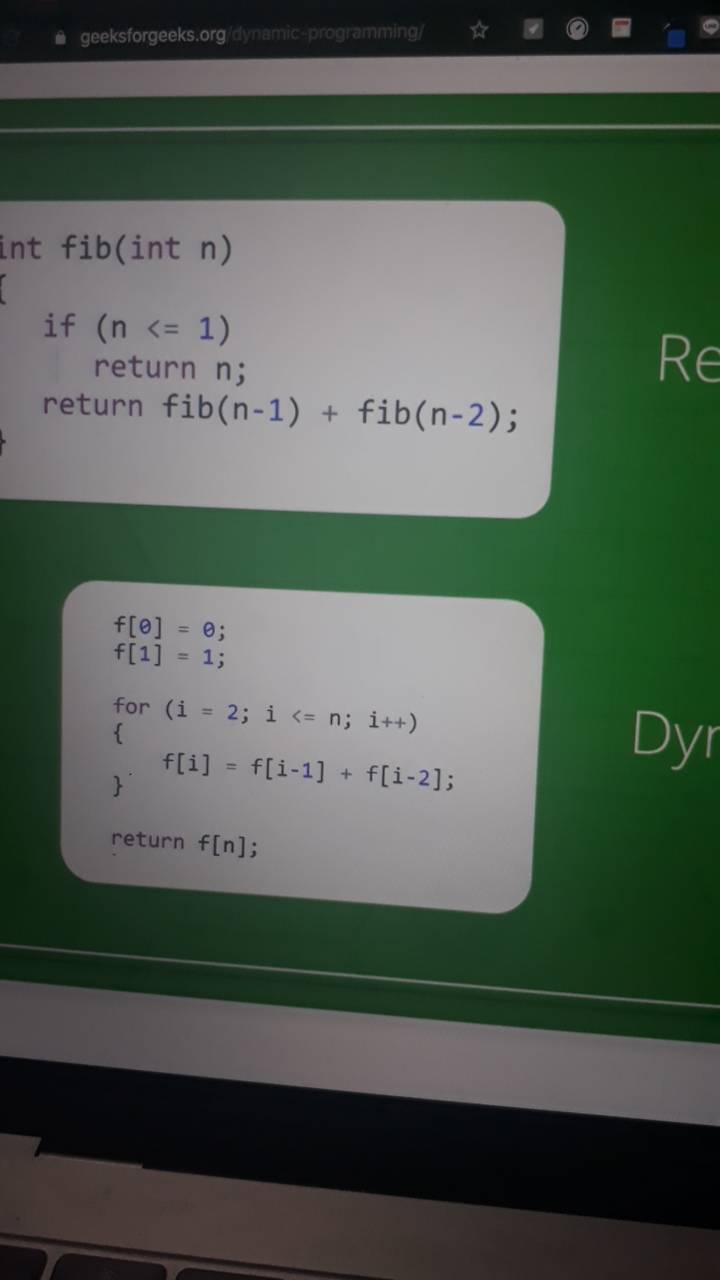 geeksforgeeks.org/dynamic-programming/
int fib(int n)
{
if (n <= 1)
return n;
return fib(n-1) + fib(n-2);
}
Re
f[0] = 0;
f[1] = 1;
for (i = 2; i <= n; i++)
{
f[i] = f[i-1] + f[i-2];
}
return f[n];
Dyn